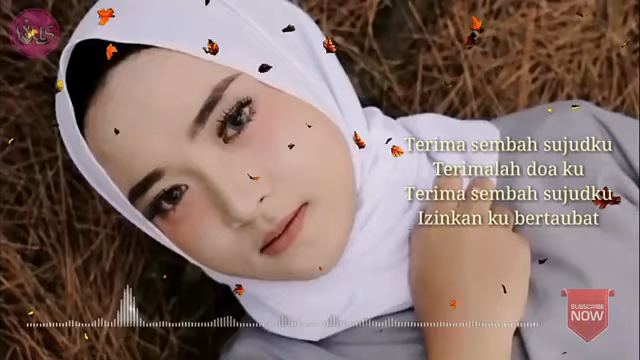 Terima sembah sujudku
Terimalah doa ku
Terima sembah sujudku
Izinkan ku bertaubat
SUBSCRIBE
NOW